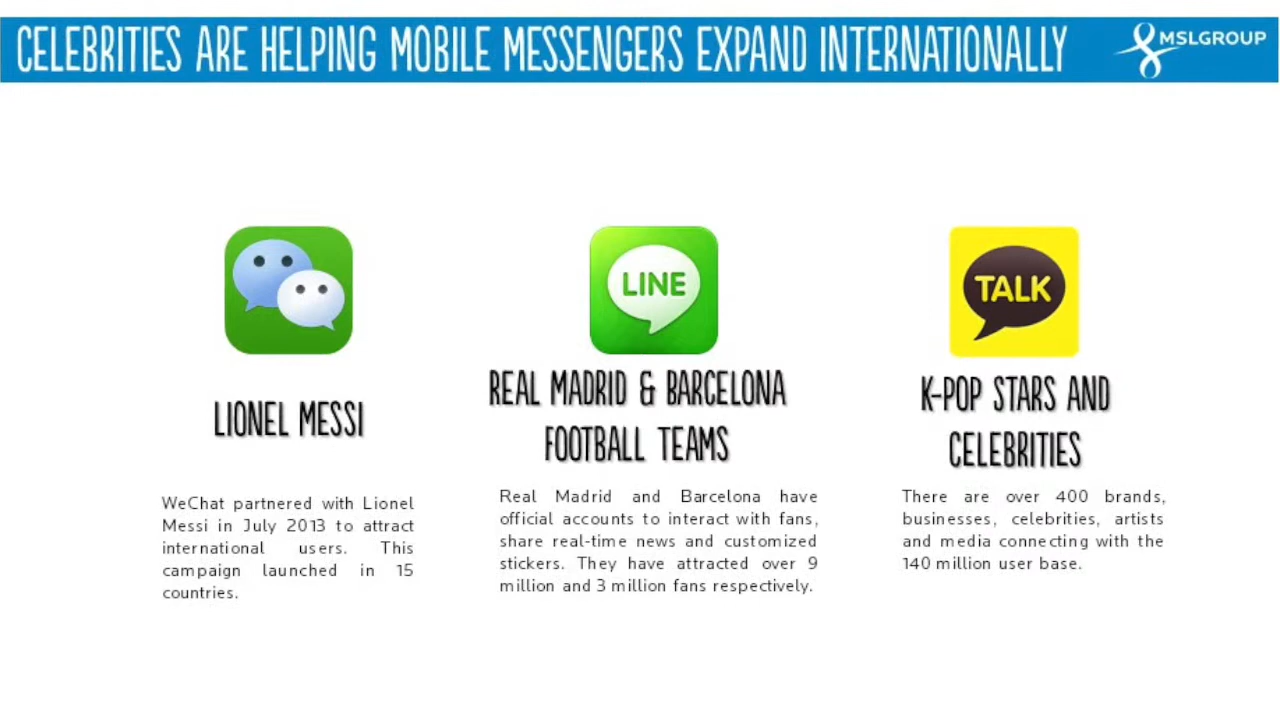 CELEBRITIES ARE HELPING MOBILE MESSENGERS EXPAND INTERNATIONALLY
MSLGROUP
LINE
TALK
LIONEL MESSI
WeChat partnered with Lionel
Messi in July 2013 to attract
international users. This
campaign launched in 15
countries.
REAL MADRID & BARCELONA
FOOTBALL TEAMS
Real Madrid and Barcelona have
official accounts to interact with fans,
share real-time news and customized
stickers. They have attracted over 9
million and 3 million fans respectively.
K-POP STARS AND
CELEBRITIES
There are over 400 brands,
businesses, celebrities, artists
and media connecting with the
140 million user base.